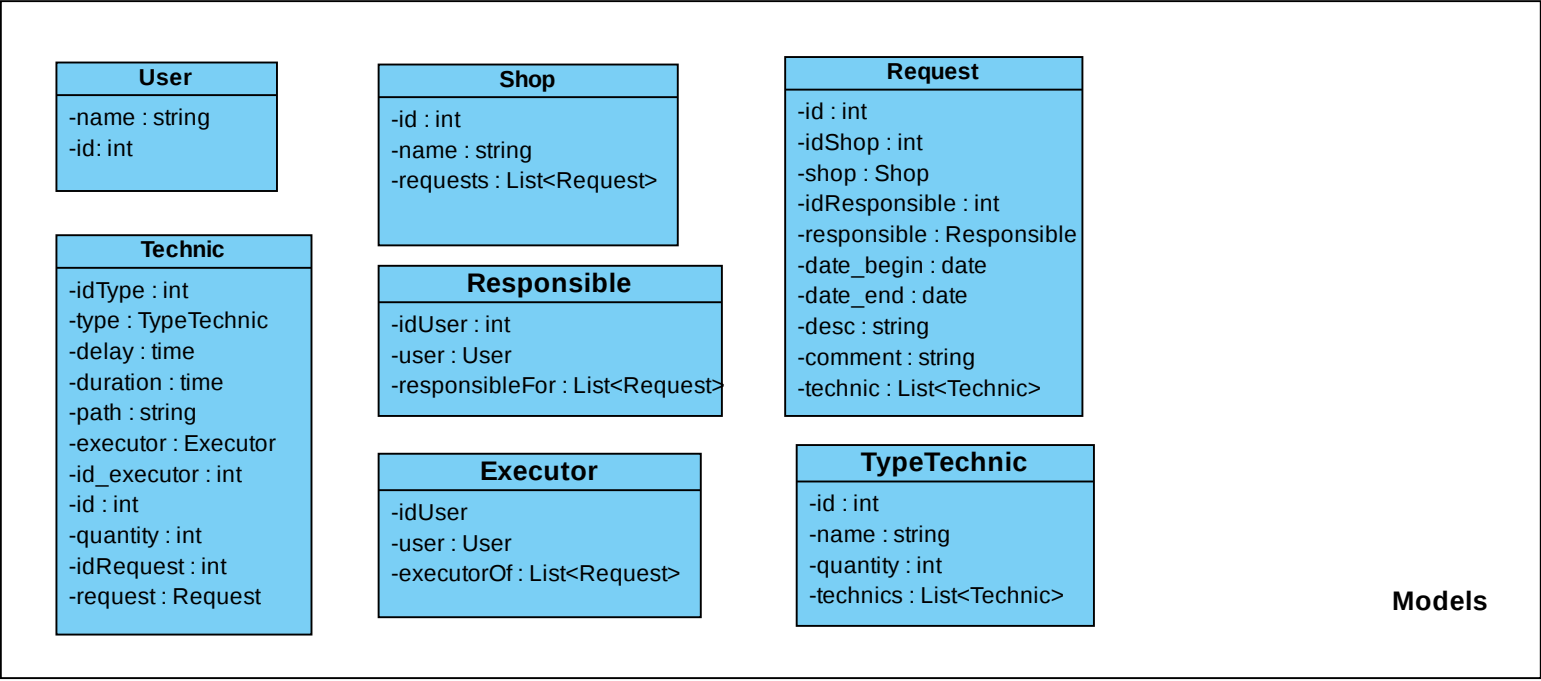 User
-name : string
-id: int
Technic
-idType : int
-type : TypeTechnic
-delay : time
-duration : time
-path : string
-executor : Executor
-id_executor : int
-id : int
-quantity : int
-idRequest : int
-request : Request
Shop
-id : int
-name : string
-requests : List<Request>
Responsible
-idUser : int
-user : User
-responsibleFor : List<Request>
Executor
-idUser
-user : User
-executorOf : List<Request>
Request
-id : int
-idShop : int
-shop : Shop
-idResponsible : int
-responsible : Responsible
-date_begin : date
-date_end : date
-desc : string
-comment : string
-technic : List<Technic>
TypeTechnic
-id : int
-name : string
-quantity : int
-technics : List<Technic>
Models